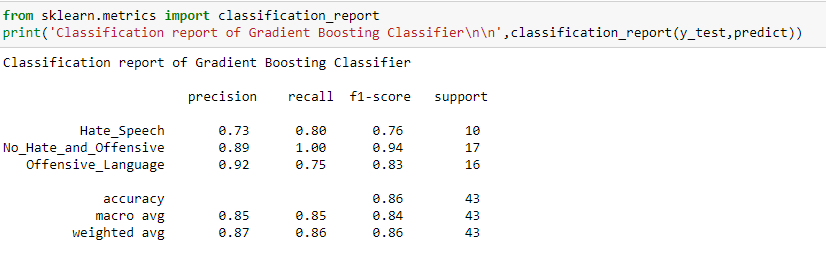 from sklearn.metrics import classification_report
print('Classification report of Gradient Boosting Classifier\n\n',classification_report(y_test,predict))
Classification report of Gradient Boosting Classifier
precision recall f1-score support
Hate_Speech 0.73 0.80 0.76 10
No_Hate_and_Offensive 0.89 1.00 0.94 17
Offensive_Language 0.92 0.75 0.83 16
accuracy 0.86 43
macro avg 0.85 0.85 0.84 43
weighted avg 0.87 0.86 0.86 43